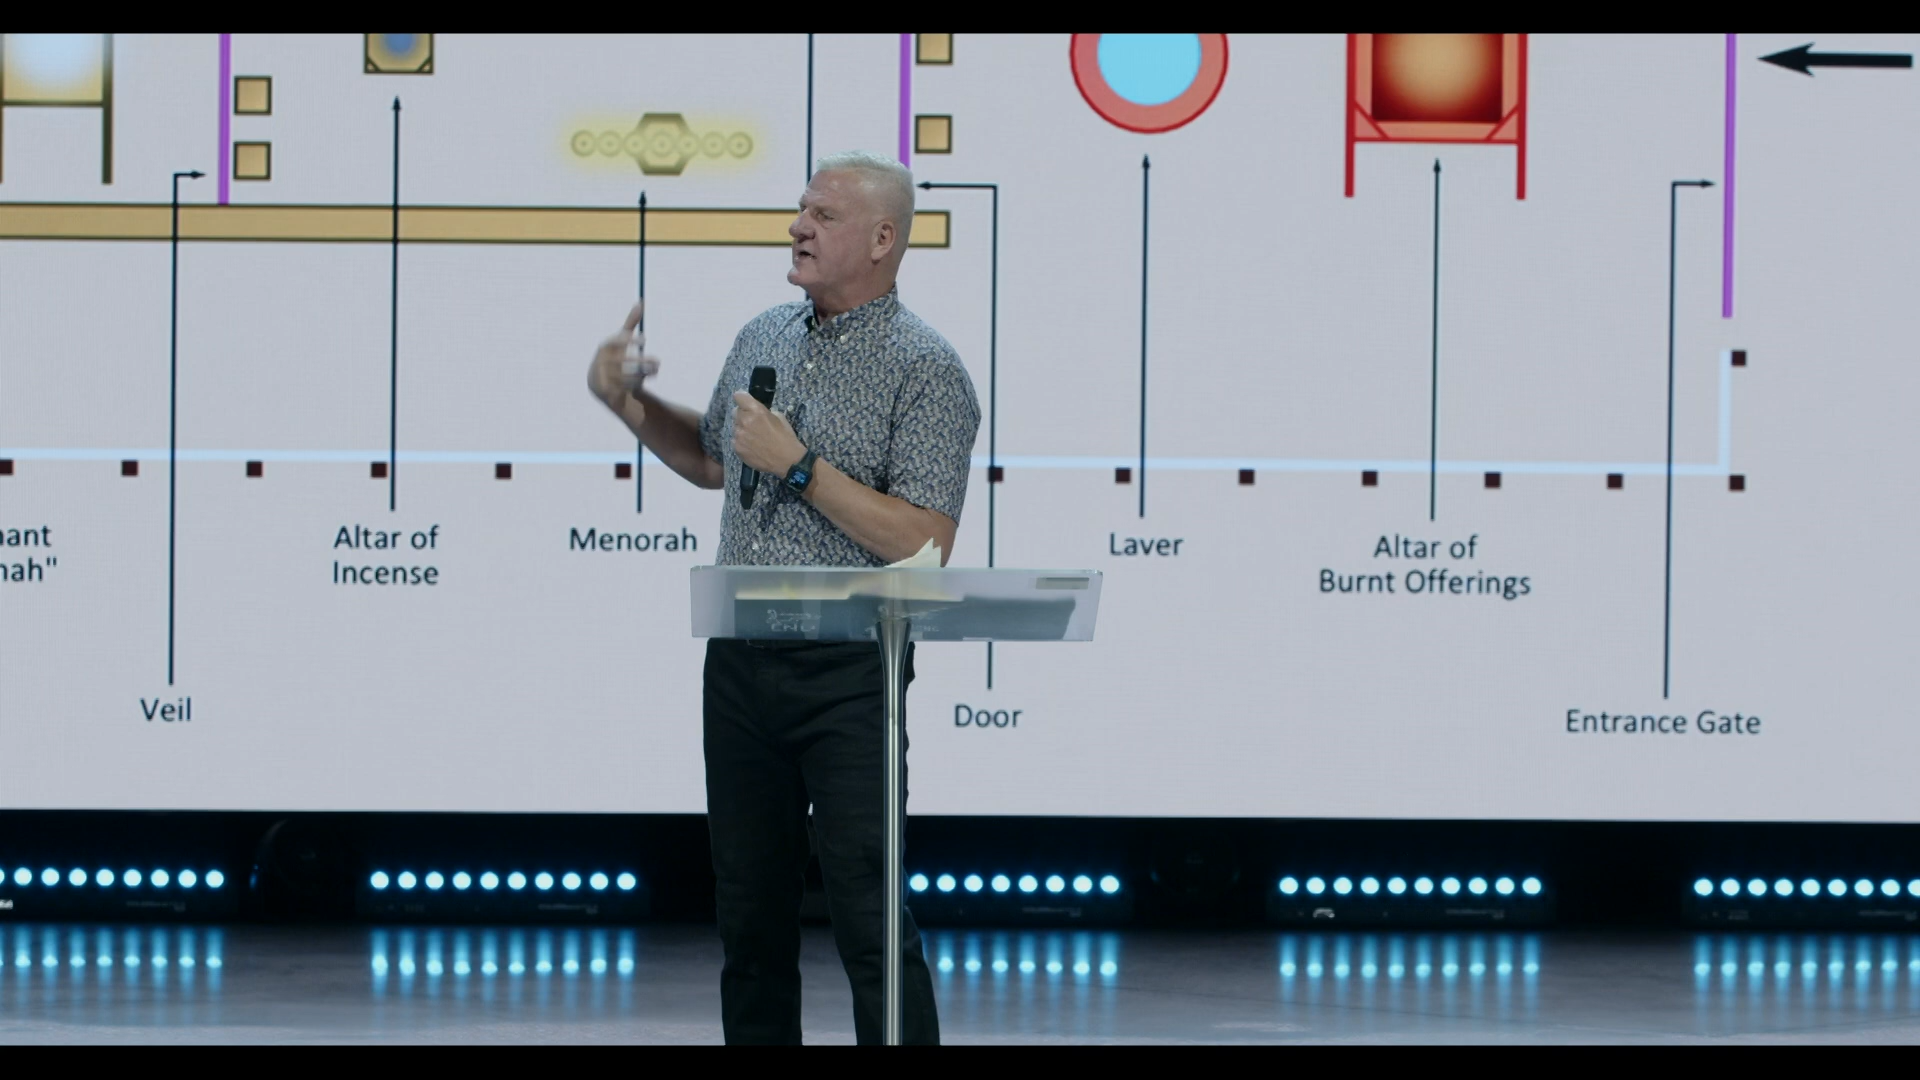 nant
nah"
Altar of
Incense
Menorah
Laver
Altar of
Burnt Offerings
Veil
Door
Entrance Gate